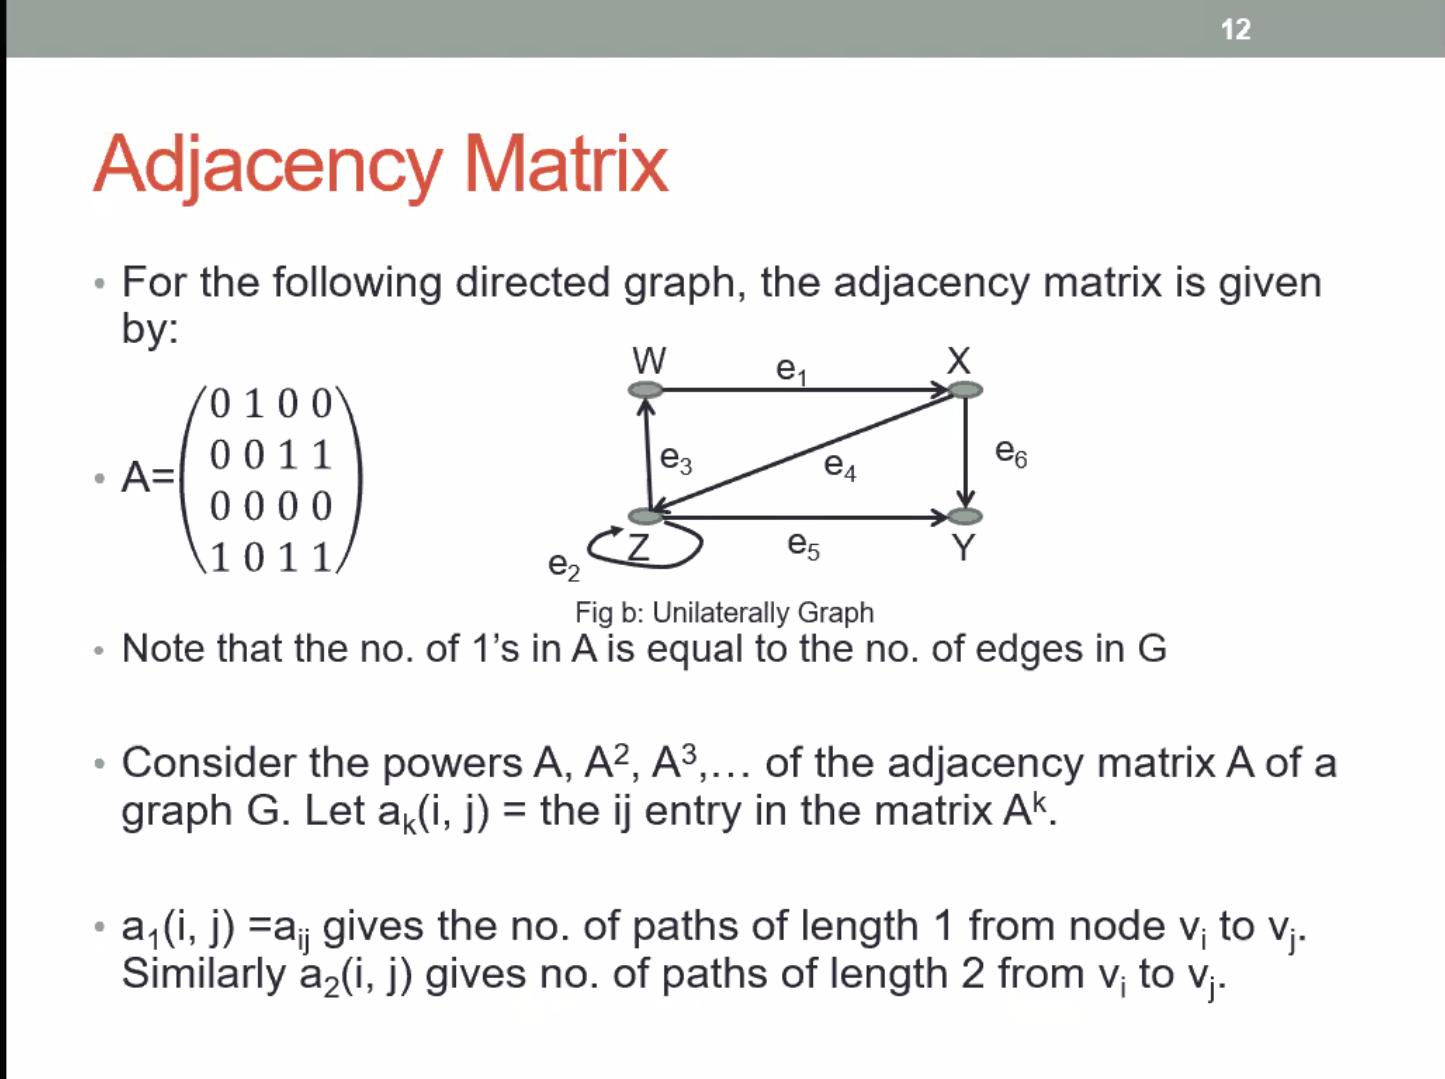 12
Adjacency Matrix
• For the following directed graph, the adjacency matrix is given
by:
W
X
e₁
0 1 0 0
0 0 1 1
• A=
0 0 0 0
1 0 1 1
e₃
e₄
e₆
Z
e₅
Y
e₂
Fig b: Unilaterally Graph
• Note that the no. of 1’s in A is equal to the no. of edges in G
• Consider the powers A, A², A³,… of the adjacency matrix A of a
graph G. Let aₖ(i, j) = the ij entry in the matrix Aᵏ.
• a₁(i, j) =aᵢⱼ gives the no. of paths of length 1 from node vᵢ to vⱼ.
Similarly a₂(i, j) gives no. of paths of length 2 from vᵢ to vⱼ.